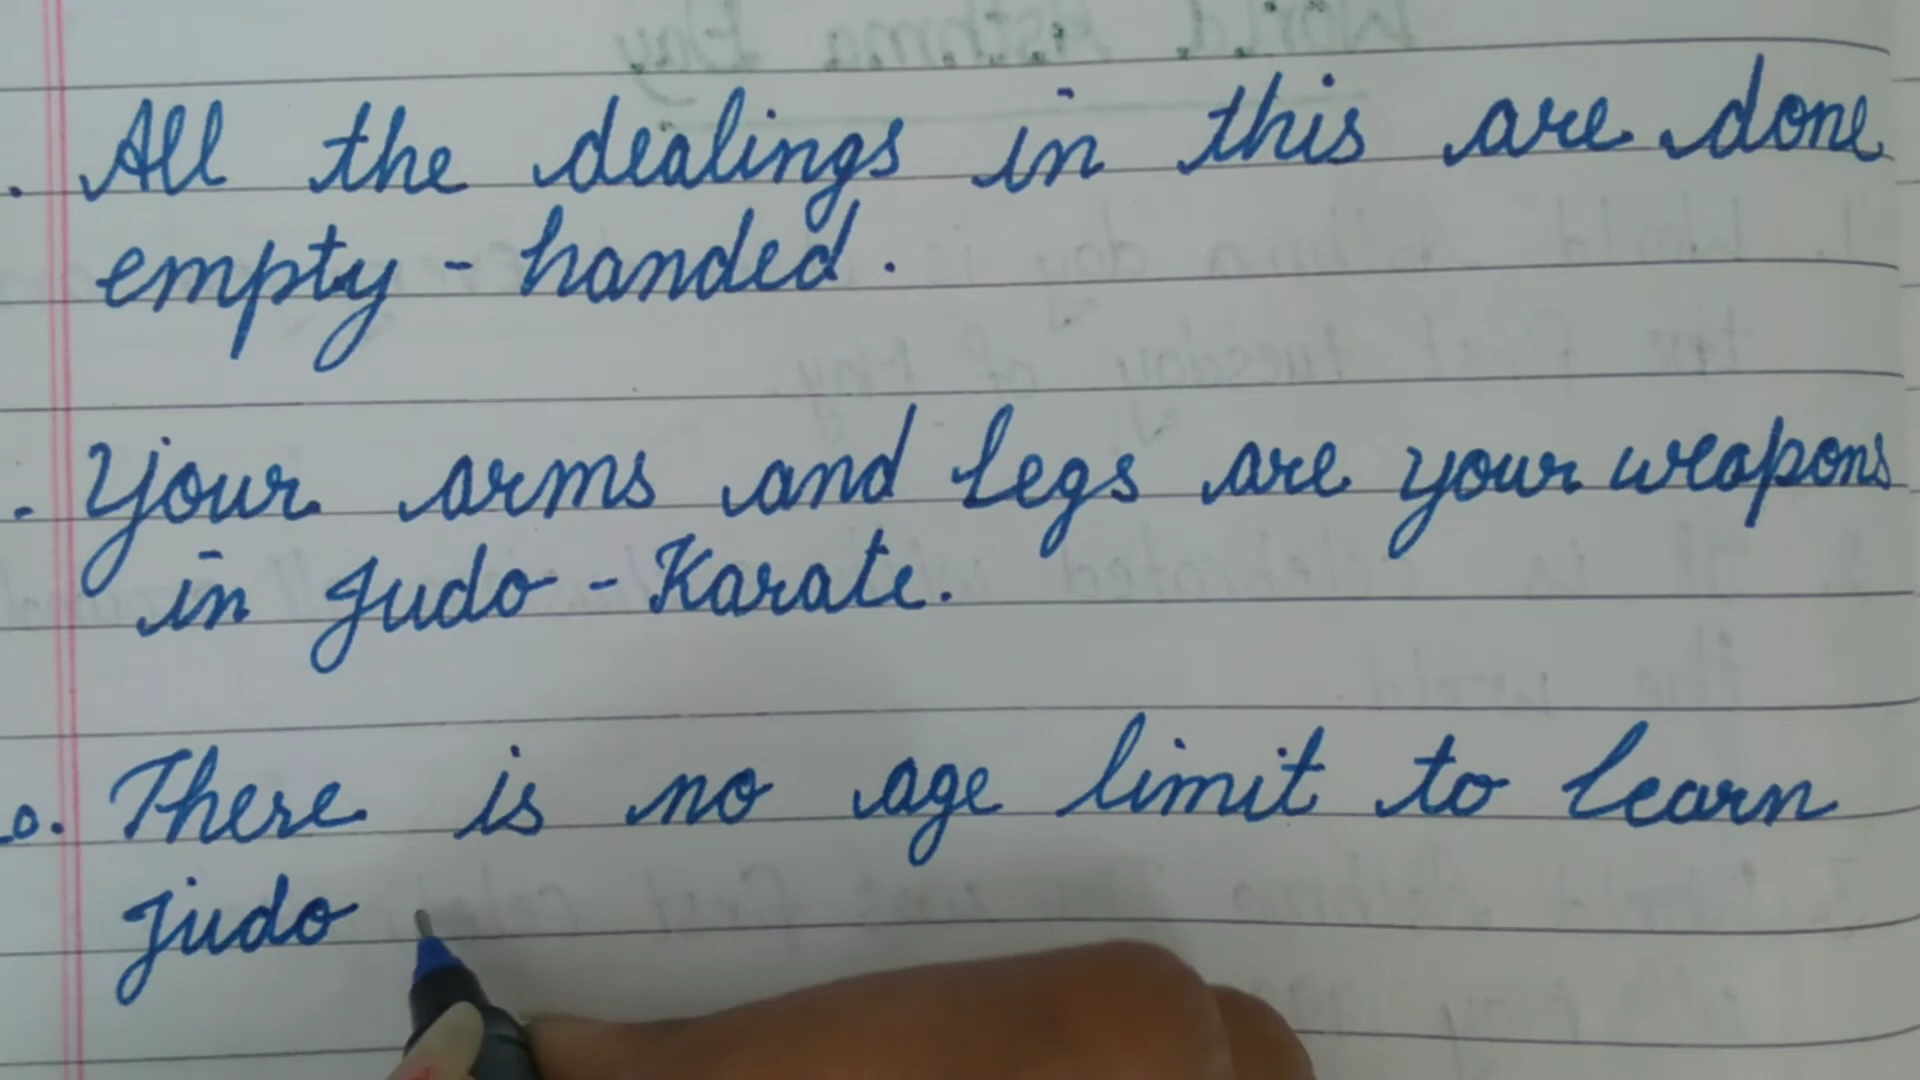 . All the dealings in this are done
empty - handed.
. Your arms and legs are your weapons
in Judo - Karate.
0. There is no age limit to learn
Judo